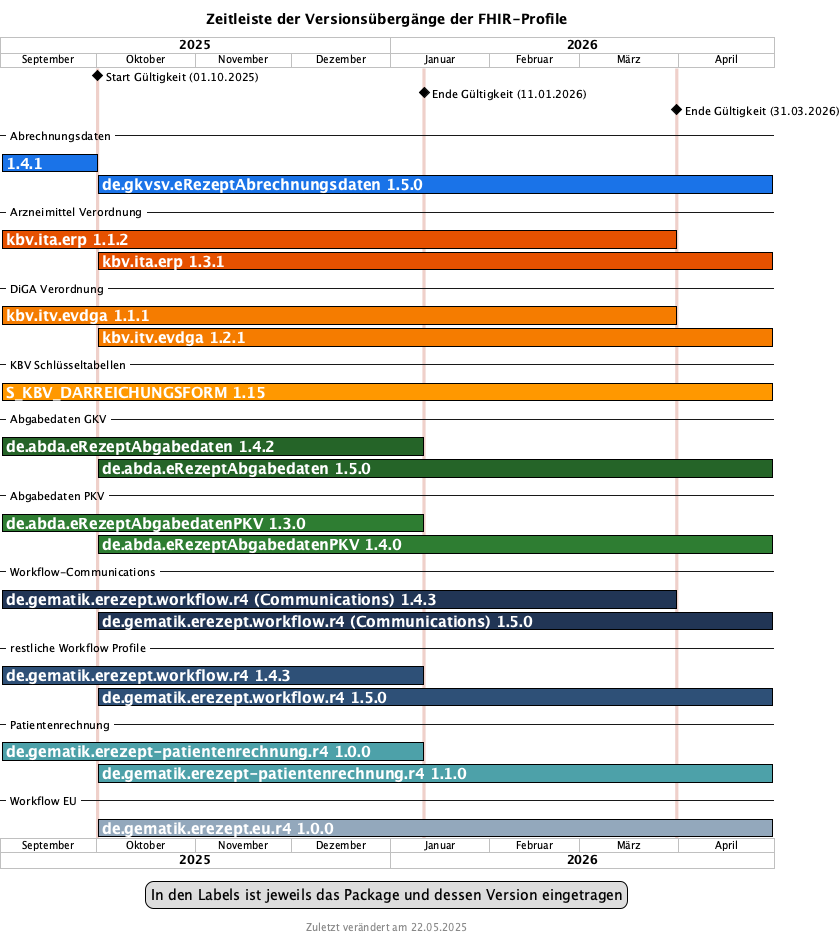 Zeitleiste der Versionsübergänge der FHIR-Profile
2025 2026
September Oktober November Dezember Januar Februar März April
Start Gültigkeit (01.10.2025)
Ende Gültigkeit (11.01.2026)
Ende Gültigkeit (31.03.2026)
Abrechnungsdaten
1.4.1
de.gkvsv.eRezeptAbrechnungsdaten 1.5.0
Arzneimittel Verordnung
kbv.ita.erp 1.1.2
kbv.ita.erp 1.3.1
DiGA Verordnung
kbv.itv.evdga 1.1.1
kbv.itv.evdga 1.2.1
KBV Schlüsseltabellen
S_KBV_DARREICHUNGSFORM 1.15
Abgabedaten GKV
de.abda.eRezeptAbgabedaten 1.4.2
de.abda.eRezeptAbgabedaten 1.5.0
Abgabedaten PKV
de.abda.eRezeptAbgabedatenPKV 1.3.0
de.abda.eRezeptAbgabedatenPKV 1.4.0
Workflow-Communications
de.gematik.erezept.workflow.r4 (Communications) 1.4.3
de.gematik.erezept.workflow.r4 (Communications) 1.5.0
restliche Workflow Profile
de.gematik.erezept.workflow.r4 1.4.3
de.gematik.erezept.workflow.r4 1.5.0
Patientenrechnung
de.gematik.erezept-patientenrechnung.r4 1.0.0
de.gematik.erezept-patientenrechnung.r4 1.1.0
Workflow EU
de.gematik.erezept.eu.r4 1.0.0
September Oktober November Dezember Januar Februar März April
2025 2026
In den Labels ist jeweils das Package und dessen Version eingetragen
Zuletzt verändert am 22.05.2025